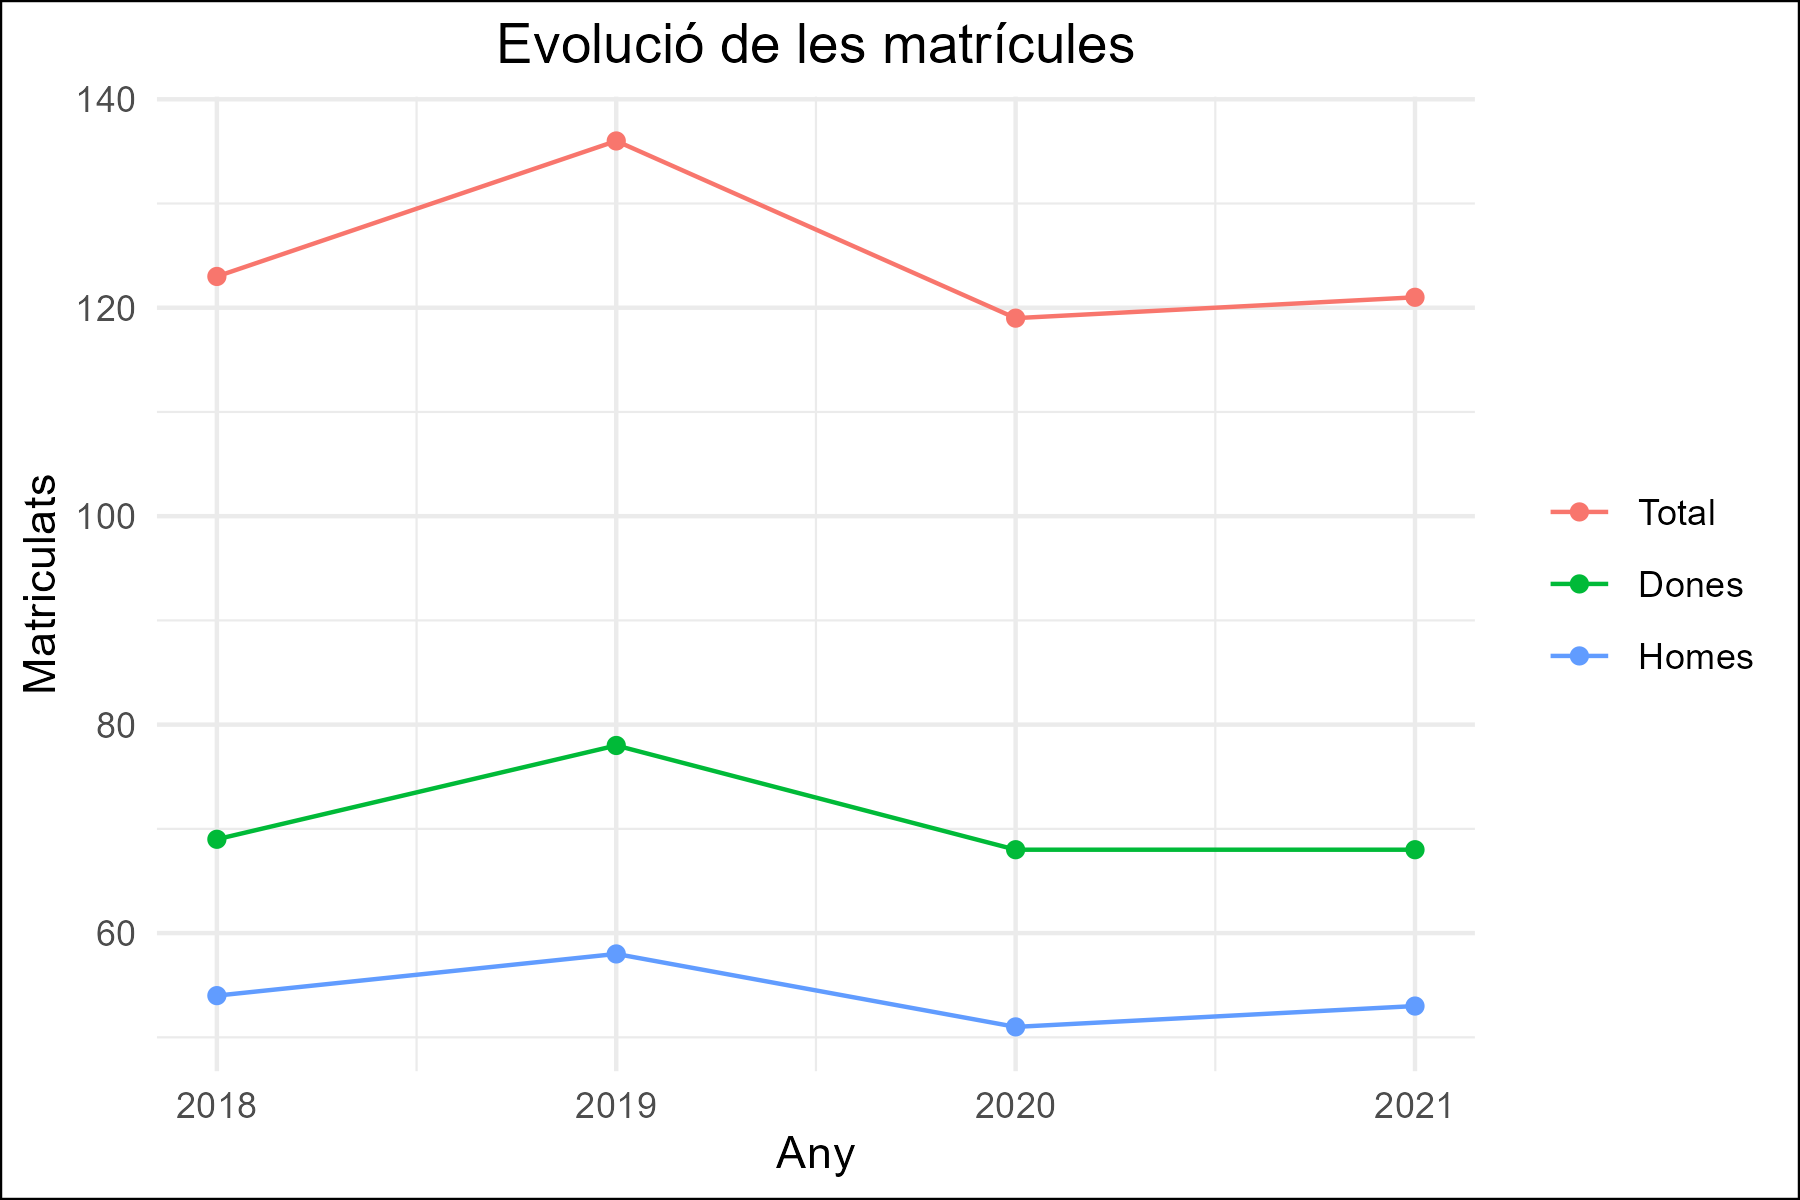 Evolució de les matrícules
140
120
100
80
60
Matriculats
2018 2019 2020 2021
Any
Total
Dones
Homes